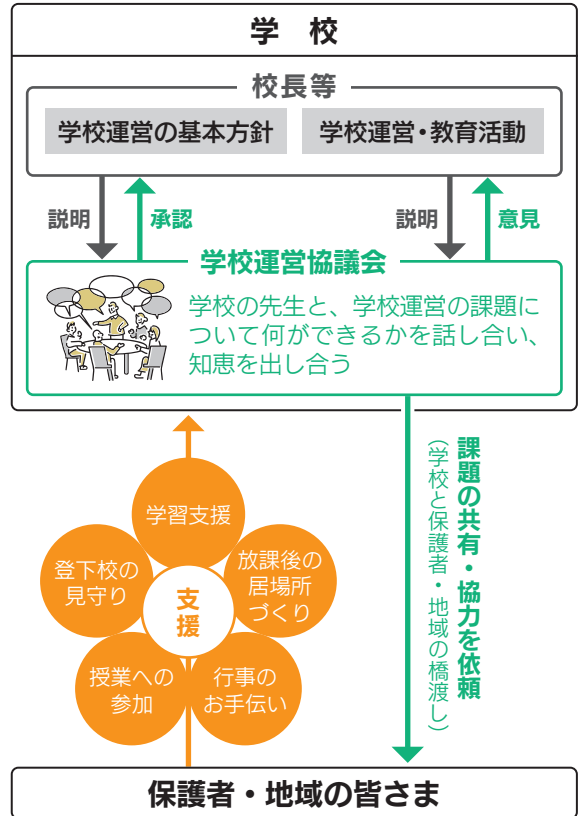 学校
校長等
学校運営の基本方針
学校運営・教育活動
説明
承認
説明
意見
学校運営協議会
学校の先生と、学校運営の課題に
ついて何ができるかを話し合い、
知恵を出し合う
課題の共有・協力を依頼
（学校と保護者・地域の橋渡し）
学習支援
登下校の
見守り
放課後の
居場所
づくり
支援
授業への
参加
行事の
お手伝い
保護者・地域の皆さま